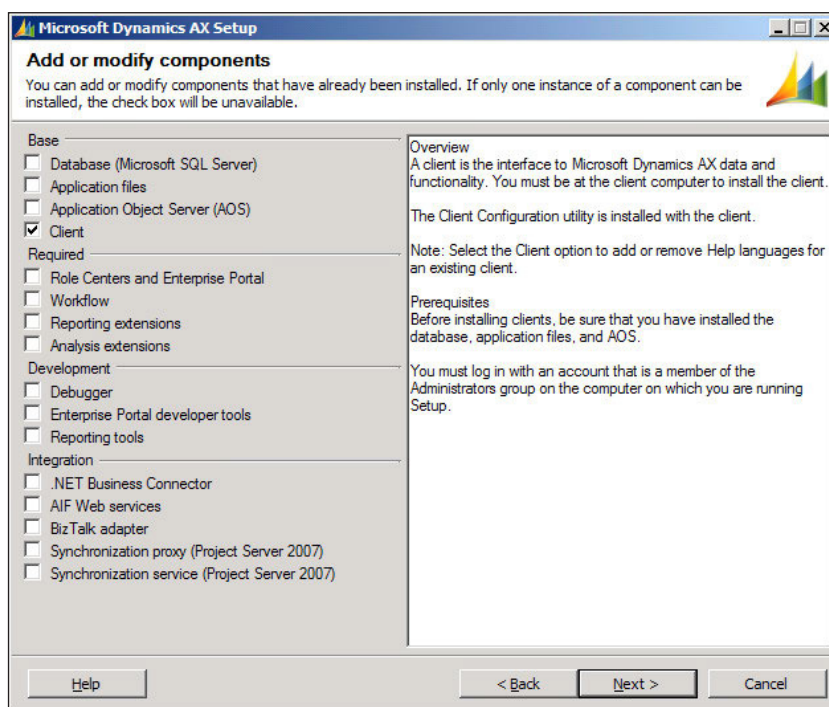 Microsoft Dynamics AX Setup
Add or modify components
You can add or modify components that have already been installed. If only one instance of a component can be
installed, the check box will be unavailable.
Base
Database (Microsoft SQL Server)
Application files
Application Object Server (AOS)
Client
Required
Role Centers and Enterprise Portal
Workflow
Reporting extensions
Analysis extensions
Development
Debugger
Enterprise Portal developer tools
Reporting tools
Integration
.NET Business Connector
AIF Web services
BizTalk adapter
Synchronization proxy (Project Server 2007)
Synchronization service (Project Server 2007)
Overview
A client is the interface to Microsoft Dynamics AX data and
functionality. You must be at the client computer to install the client.
The Client Configuration utility is installed with the client.
Note: Select the Client option to add or remove Help languages for
an existing client.
Prerequisites
Before installing clients, be sure that you have installed the
database, application files, and AOS.
You must log in with an account that is a member of the
Administrators group on the computer on which you are running
Setup.
Help
< Back
Next >
Cancel